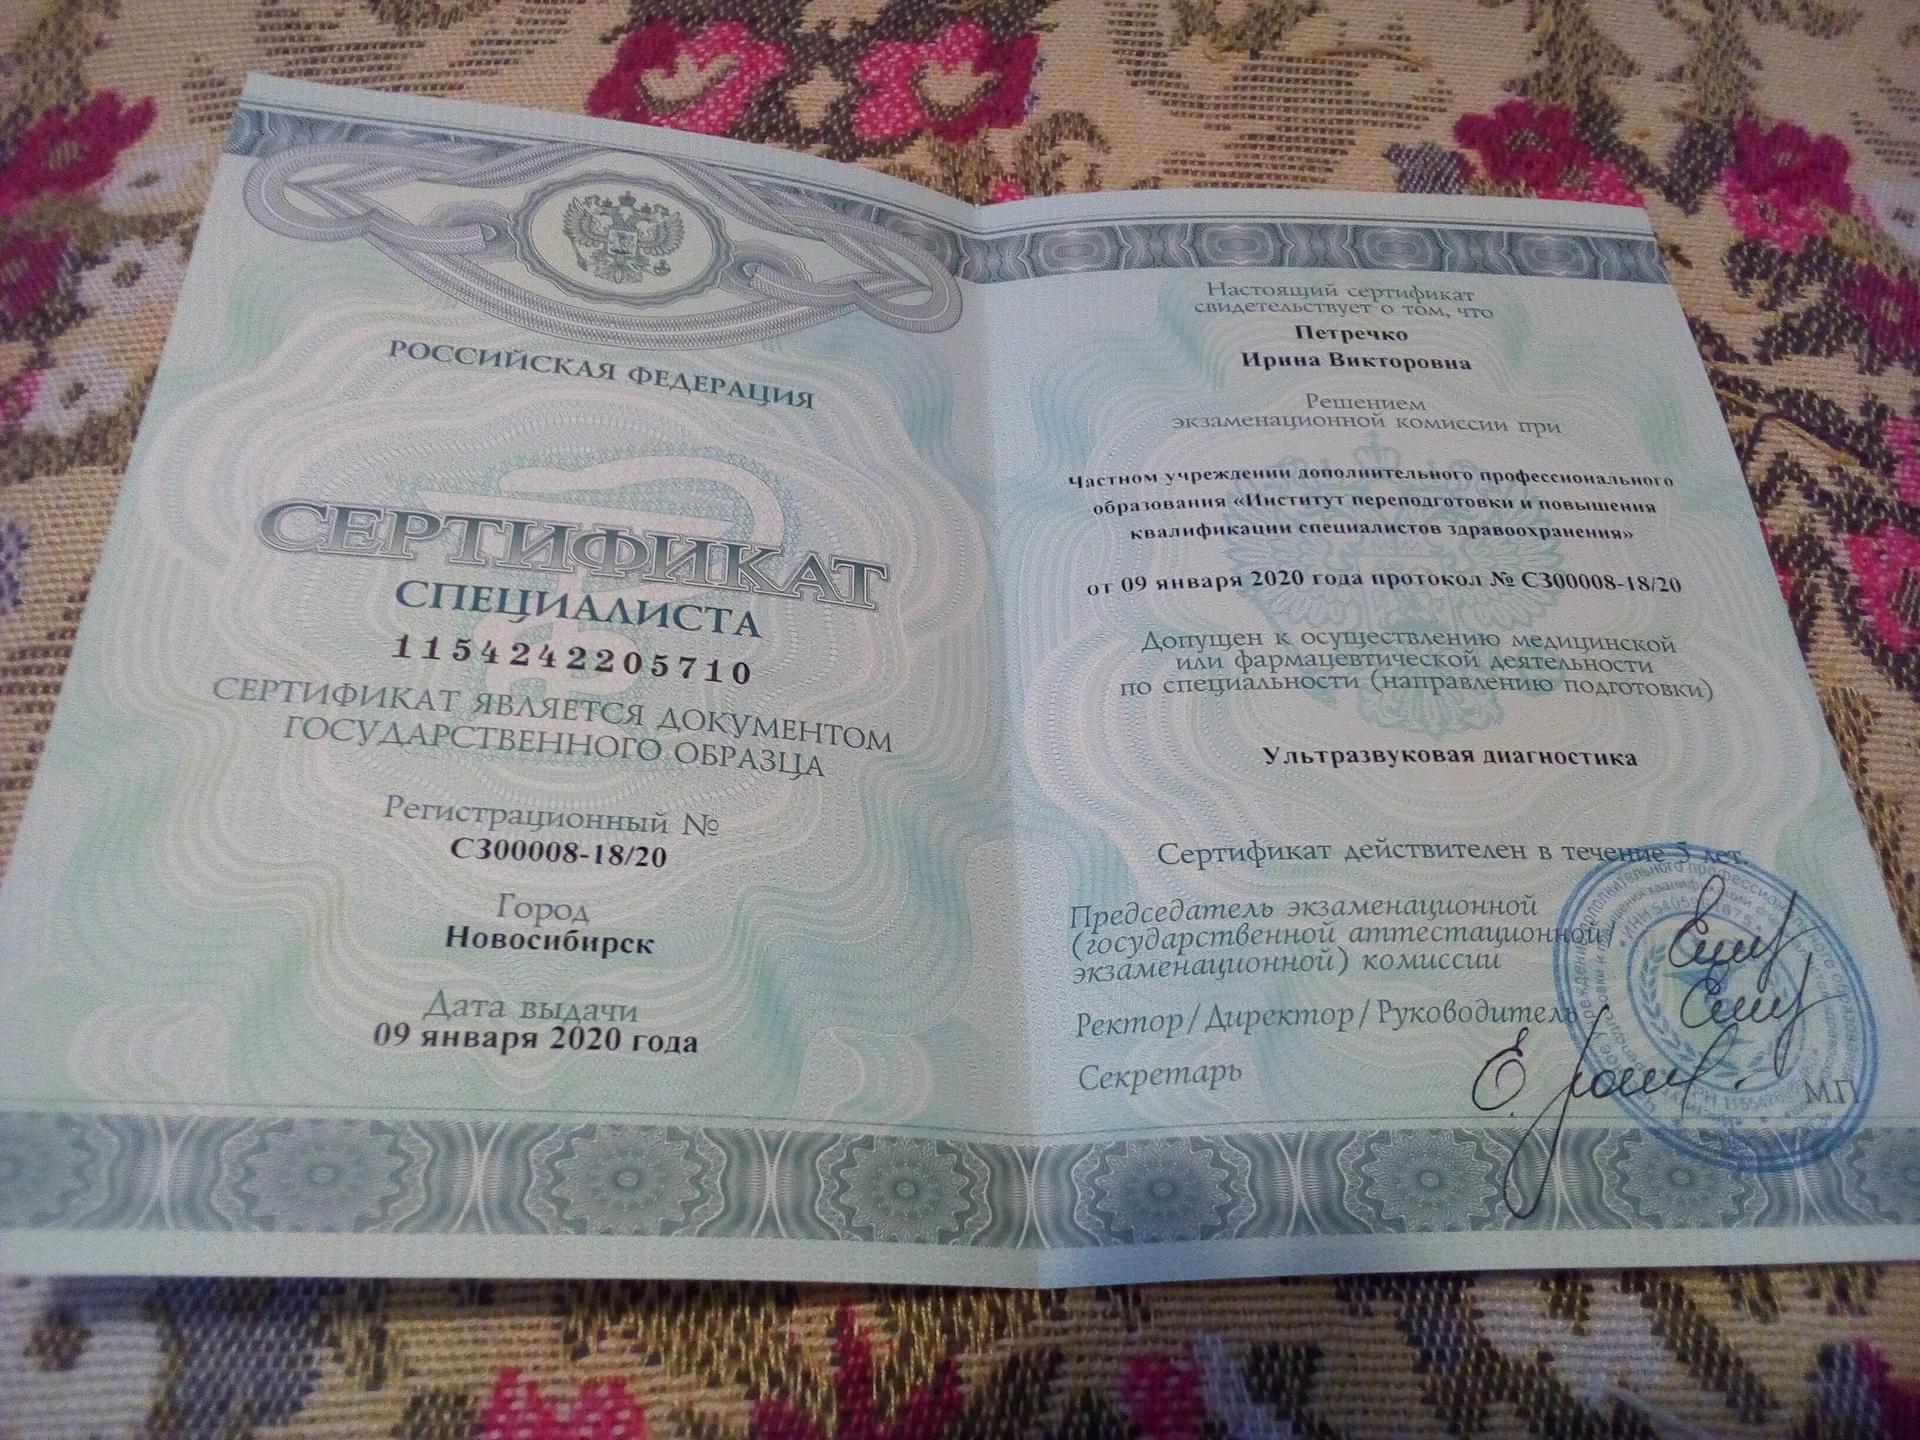 РОССИЙСКАЯ ФЕДЕРАЦИЯ
СЕРТИФИКАТ
СПЕЦИАЛИСТА
1154242205710
СЕРТИФИКАТ ЯВЛЯЕТСЯ ДОКУМЕНТОМ
ГОСУДАРСТВЕННОГО ОБРАЗЦА
Регистрационный №
СЗ00008-18/20
Город
Новосибирск
Дата выдачи
09 января 2020 года
Настоящий сертификат
свидетельствует о том, что
Петречко
Ирина Викторовна
Решением
экзаменационной комиссии при
Частном учреждении дополнительного профессионального
образования «Институт переподготовки и повышения
квалификации специалистов здравоохранения»
от 09 января 2020 года протокол № СЗ00008-18/20
Допущен к осуществлению медицинской
или фармацевтической деятельности
по специальности (направлению подготовки)
Ультразвуковая диагностика
Сертификат действителен в течение 5 лет.
Председатель экзаменационной
(государственной аттестационной/
экзаменационной) комиссии
Ректор/Директор/Руководитель
Секретарь
М.П.